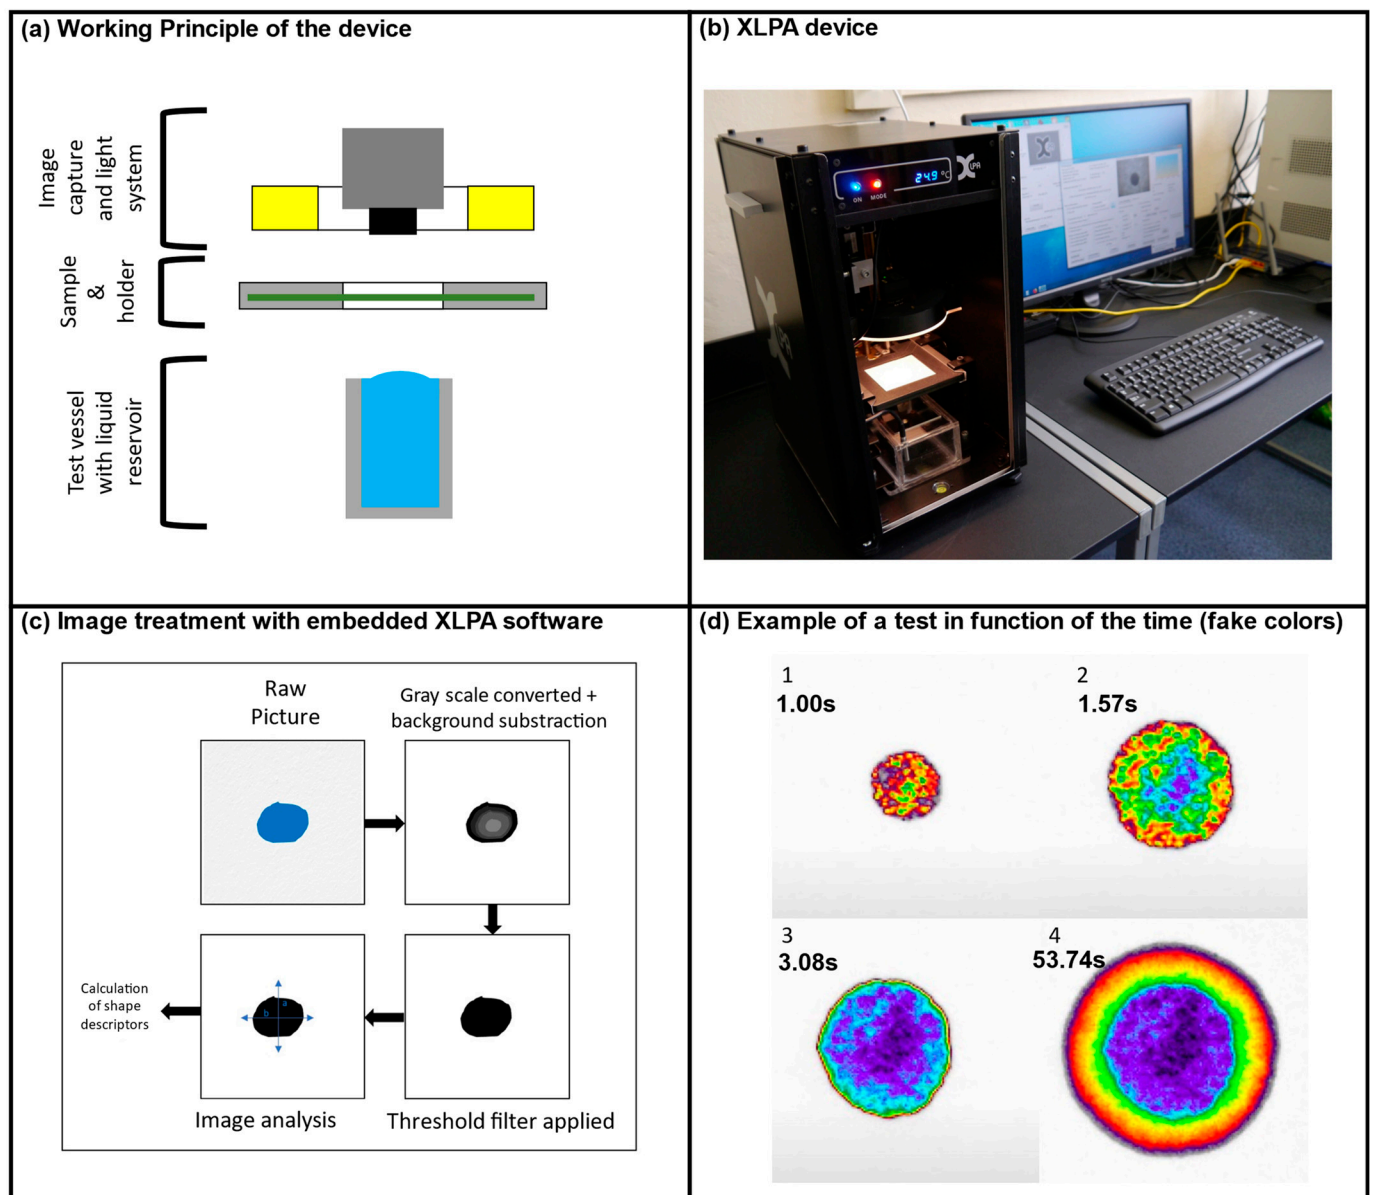 (a) Working Principle of the device
Image
capture
and light
system
Sample
&
holder
Test vessel
with liquid
reservoir
(b) XLPA device
24.9 °C
ON MODE
XLPA
XLPA
(c) Image treatment with embedded XLPA software
Raw
Picture
Gray scale converted +
background substraction
a
b
Calculation
of shape
descriptors
Image analysis
Threshold filter applied
(d) Example of a test in function of the time (fake colors)
1
1.00s
2
1.57s
3
3.08s
4
53.74s